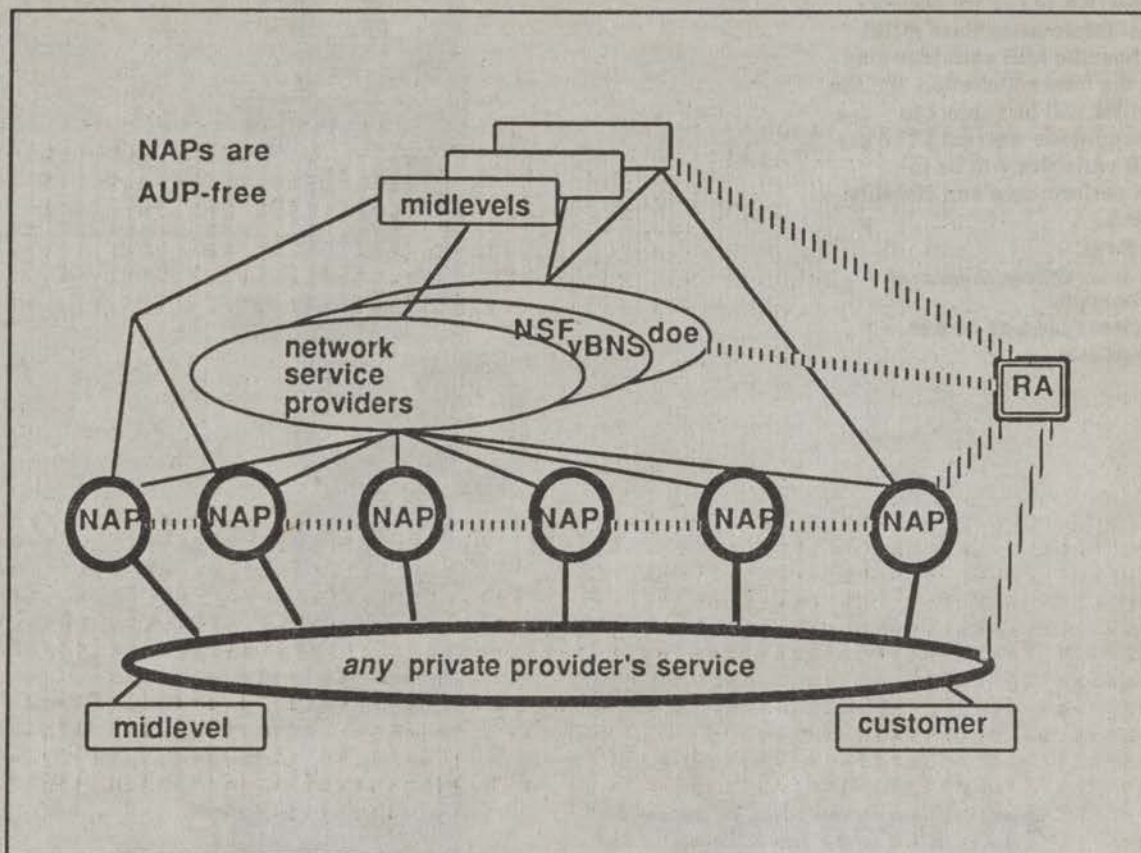 NAPs are
AUP-free
midlevels
NSF
vBNS
doe
network
service
providers
RA
NAP
NAP
NAP
NAP
NAP
NAP
any private provider's service
midlevel
customer